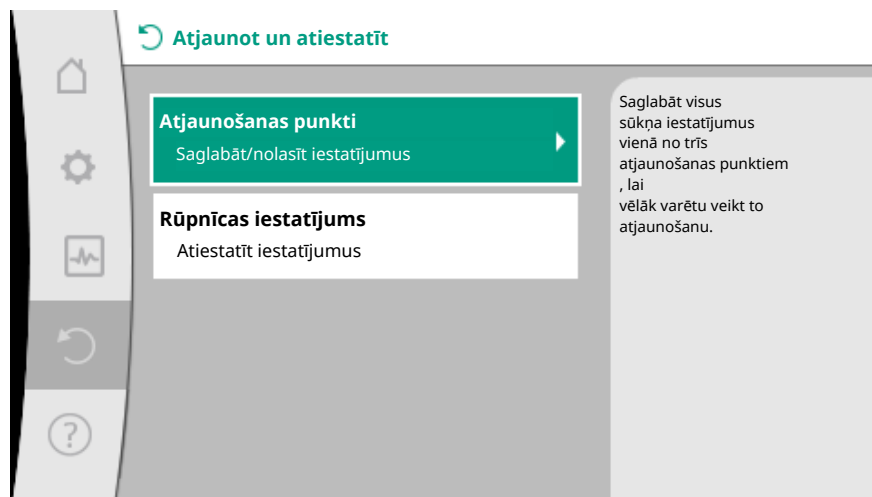 Atjaunot un atiestatīt
Atjaunošanas punkti
Saglabāt/nolasīt iestatījumus
Rūpnīcas iestatījums
Atiestatīt iestatījumus
Saglabāt visus
sūkņa iestatījumus
vienā no trīs
atjaunošanas punktiem
, lai
vēlāk varētu veikt to
atjaunošanu.
?